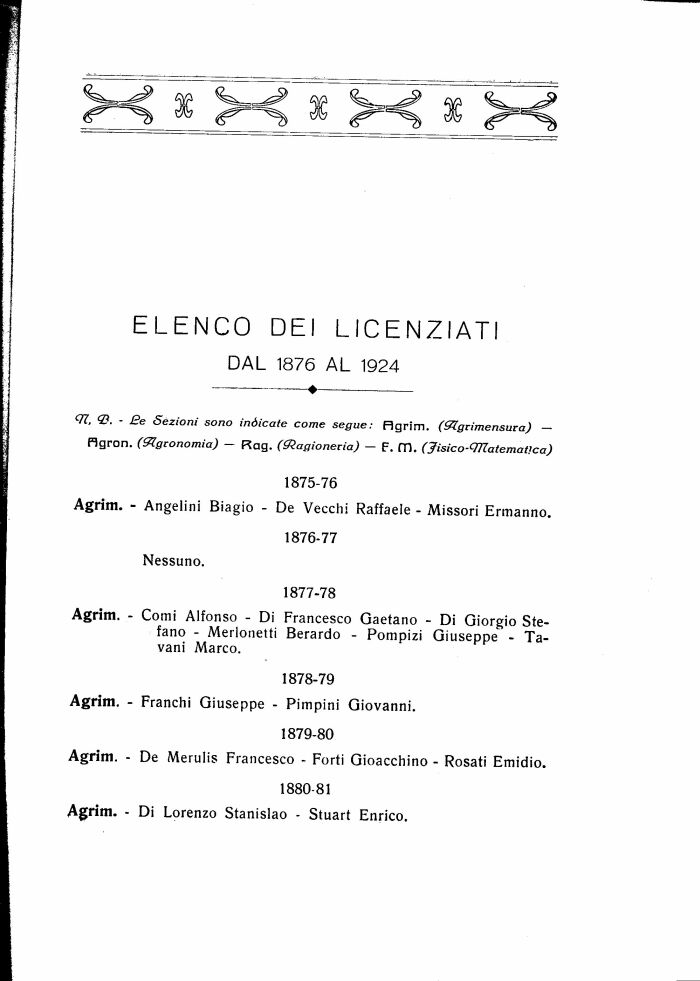 ELENCO DEI LICENZIATI
DAL 1876 AL 1924
N. B. - Le Sezioni sono indicate come segue: Agrim. (Agrimensura) —
Agron. (Agronomia) — Rag. (Ragioneria) — F. M. (Fisico-Matematica)
1875-76
Agrim. - Angelini Biagio - De Vecchi Raffaele - Missori Ermanno.
1876-77
Nessuno.
1877-78
Agrim. - Comi Alfonso - Di Francesco Gaetano - Di Giorgio Ste-
fano - Merlonetti Berardo - Pompizi Giuseppe - Ta-
vani Marco.
1878-79
Agrim. - Franchi Giuseppe - Pimpini Giovanni.
1879-80
Agrim. - De Merulis Francesco - Forti Gioacchino - Rosati Emidio.
1880-81
Agrim. - Di Lorenzo Stanislao - Stuart Enrico.